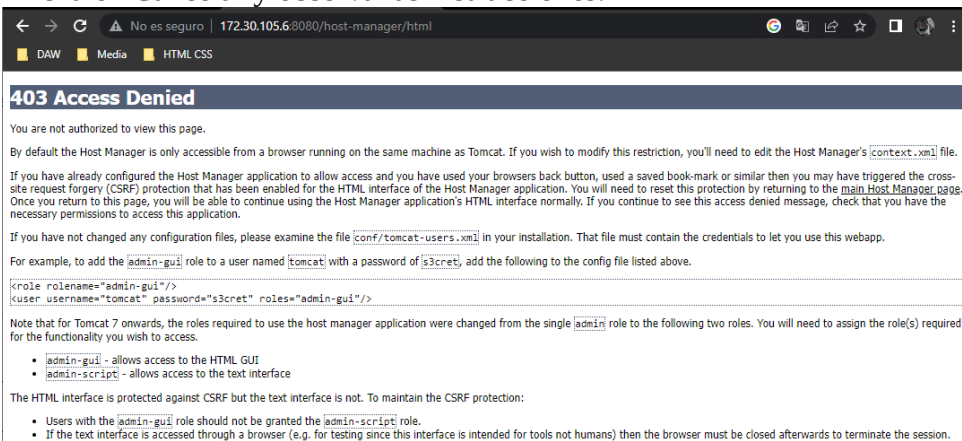 No es seguro | 172.30.105.6:8080/host-manager/html
DAW Media HTML CSS
403 Access Denied
You are not authorized to view this page.
By default the Host Manager is only accessible from a browser running on the same machine as Tomcat. If you wish to modify this restriction, you'll need to edit the Host Manager's context.xml file.
If you have already configured the Host Manager application to allow access and you have used your browsers back button, used a saved book-mark or similar then you may have triggered the cross-
site request forgery (CSRF) protection that has been enabled for the HTML interface of the Host Manager application. You will need to reset this protection by returning to the main Host Manager page.
Once you return to this page, you will be able to continue using the Host Manager application's HTML interface normally. If you continue to see this access denied message, check that you have the
necessary permissions to access this application.
If you have not changed any configuration files, please examine the file conf/tomcat-users.xml in your installation. That file must contain the credentials to let you use this webapp.
For example, to add the admin-gui role to a user named tomcat with a password of s3cret, add the following to the config file listed above.
<role rolename="admin-gui"/>
<user username="tomcat" password="s3cret" roles="admin-gui"/>
Note that for Tomcat 7 onwards, the roles required to use the host manager application were changed from the single admin role to the following two roles. You will need to assign the role(s) required
for the functionality you wish to access.
• admin-gui - allows access to the HTML GUI
• admin-script - allows access to the text interface
The HTML interface is protected against CSRF but the text interface is not. To maintain the CSRF protection:
• Users with the admin-gui role should not be granted the admin-script role.
• If the text interface is accessed through a browser (e.g. for testing since this interface is intended for tools not humans) then the browser must be closed afterwards to terminate the session.